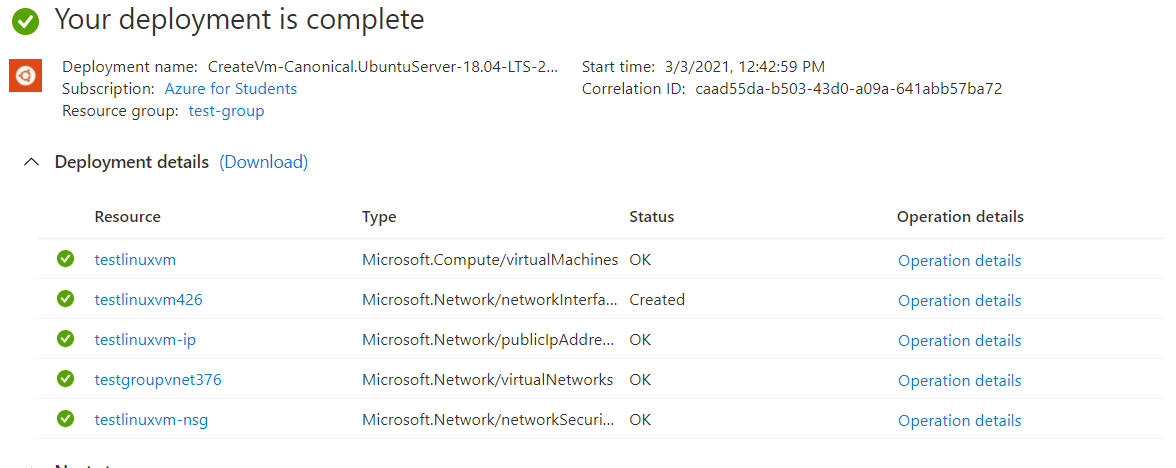 Your deployment is complete
Deployment name: CreateVm-Canonical.UbuntuServer-18.04-LTS-2... Start time: 3/3/2021, 12:42:59 PM
Subscription: Azure for Students Correlation ID: caad55da-b503-43d0-a09a-641abb57ba72
Resource group: test-group
Deployment details (Download)
Resource Type Status Operation details
testlinuxvm Microsoft.Compute/virtualMachines OK Operation details
testlinuxvm426 Microsoft.Network/networkInterfa... Created Operation details
testlinuxvm-ip Microsoft.Network/publicIpAddre... OK Operation details
testgroupvnet376 Microsoft.Network/virtualNetworks OK Operation details
testlinuxvm-nsg Microsoft.Network/networkSecuri... OK Operation details